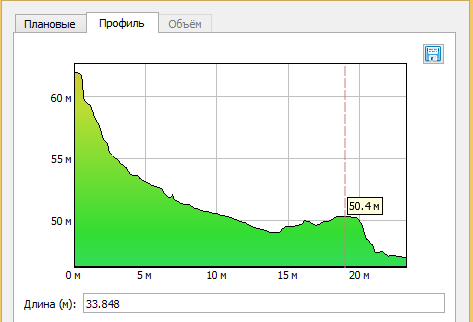 Плановые Профиль Объём
60 м
55 м
50 м
50.4 м
0 м 5 м 10 м 15 м 20 м
Длина (м): 33.848